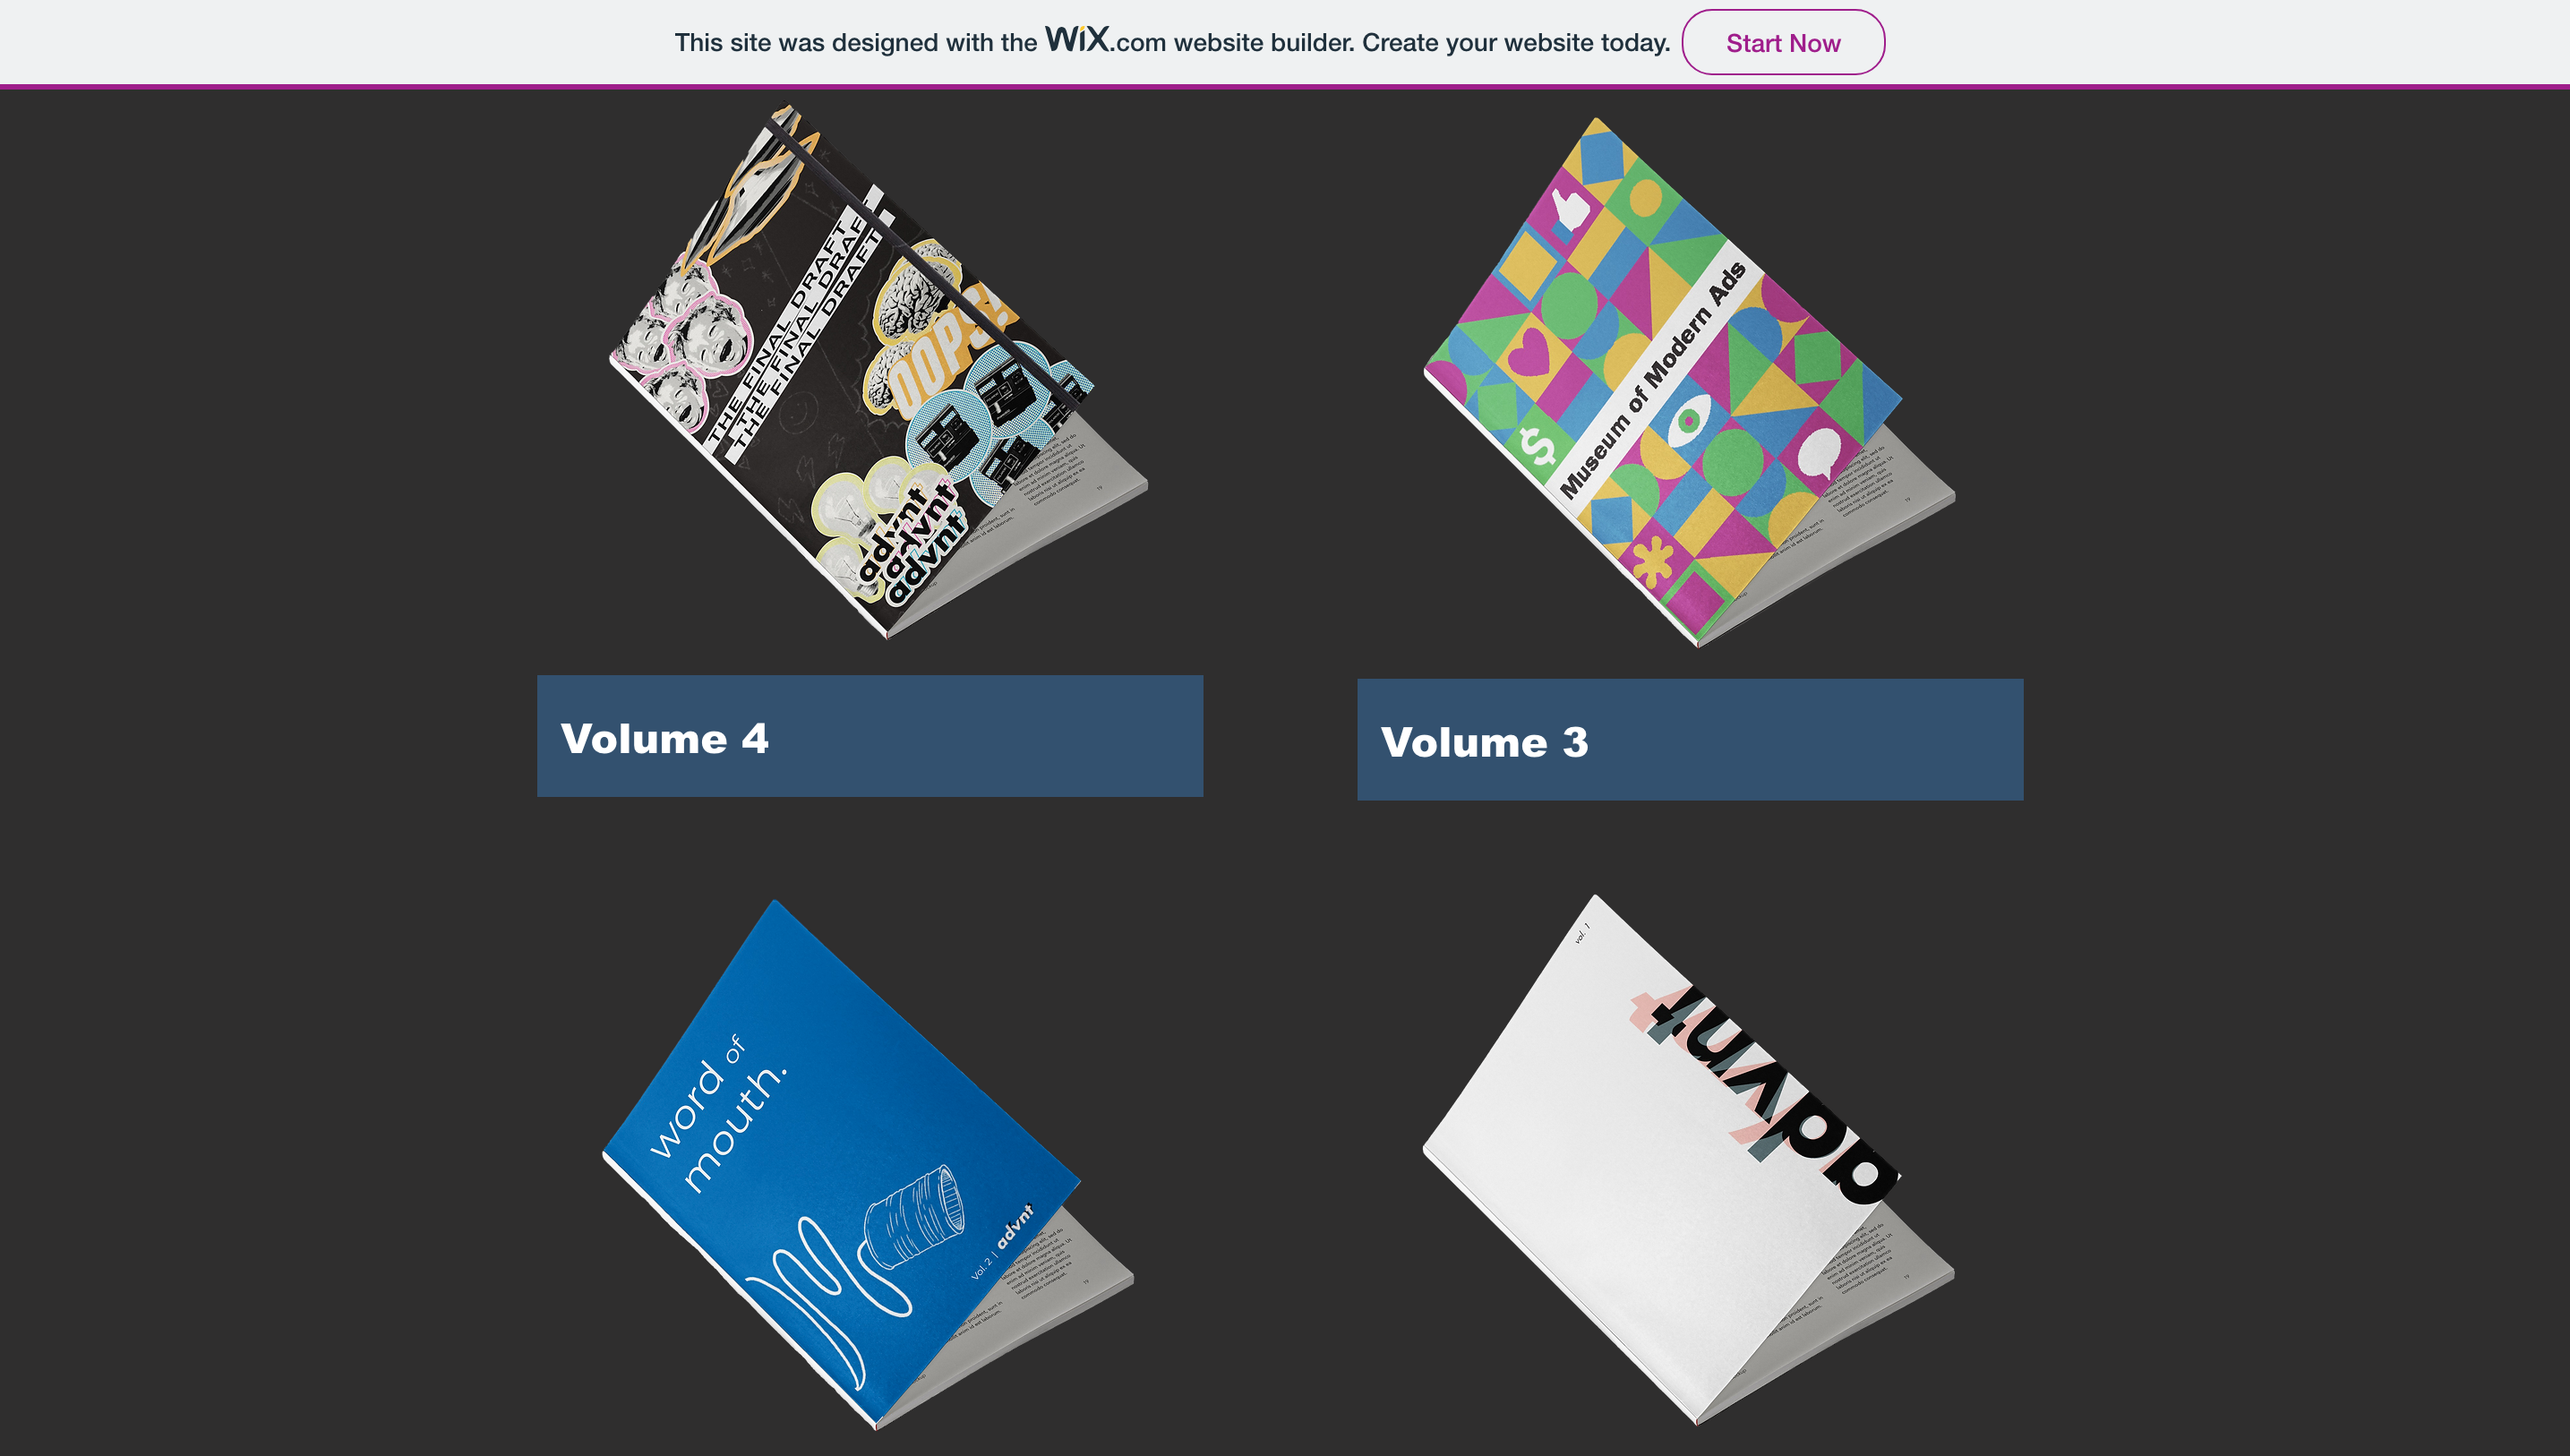 This site was designed with the WiX.com website builder. Create your website today.
Start Now
THE FINAL DRAFT
THE FINAL DRAFT
THE FINAL DRAFT
OOPS!
advnt
advnt
advnt
Museum of Modern Ads
$
Volume 4
Volume 3
word of
mouth.
Vol. 2 | advnt
vol. 1
advnt